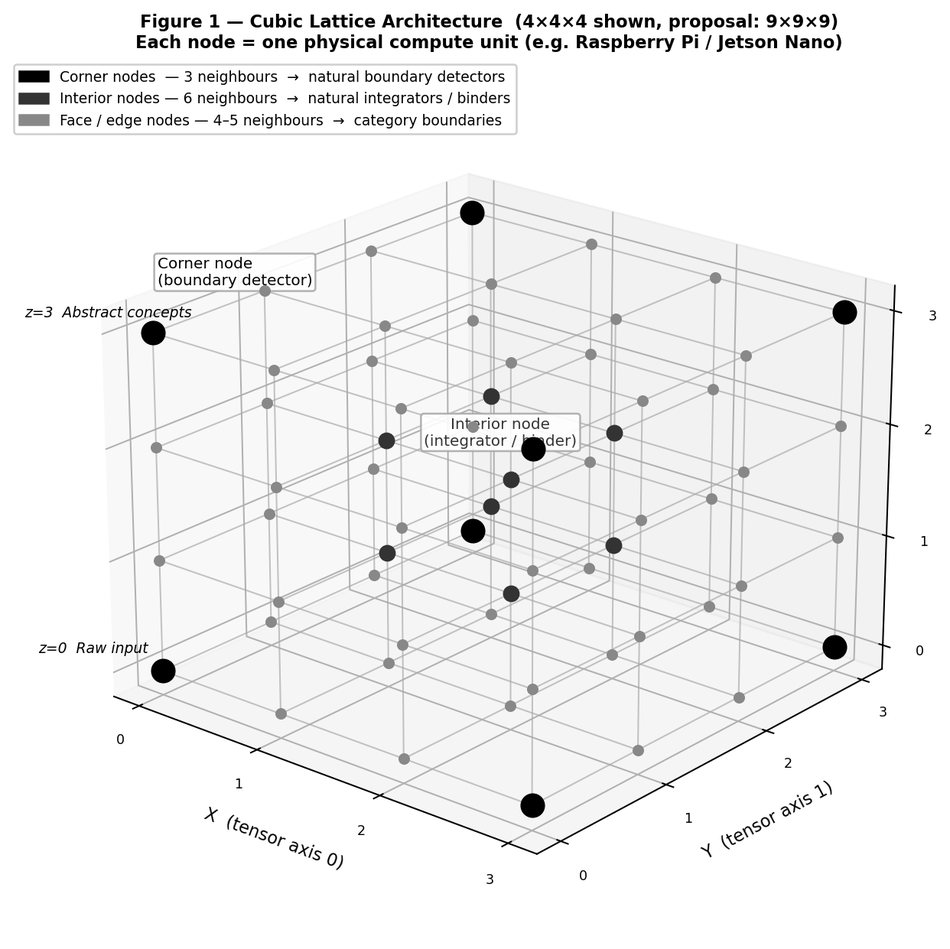 Figure 1 — Cubic Lattice Architecture (4×4×4 shown, proposal: 9×9×9)
Each node = one physical compute unit (e.g. Raspberry Pi / Jetson Nano)
Corner nodes — 3 neighbours → natural boundary detectors
Interior nodes — 6 neighbours → natural integrators / binders
Face / edge nodes — 4–5 neighbours → category boundaries
Corner node
(boundary detector)
z=3 Abstract concepts
Interior node
(integrator / binder)
z=0 Raw input
3
2
1
0
0
1
2
3
X (tensor axis 0)
0
1
2
3
Y (tensor axis 1)